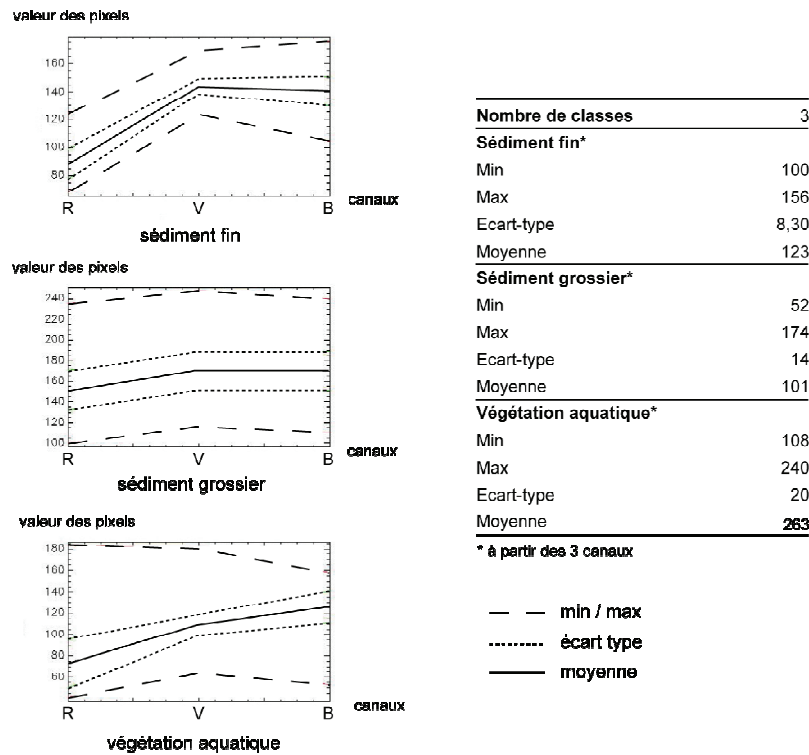 valeur des pixels
160
140
120
100
80
R V B
canaux
sédiment fin
valeur des pixels
240
220
200
180
160
140
120
100
R V B
canaux
sédiment grossier
valeur des pixels
180
160
140
120
100
80
60
R V B
canaux
végétation aquatique
Nombre de classes 3
Sédiment fin*
Min 100
Max 156
Ecart-type 8,30
Moyenne 123
Sédiment grossier*
Min 52
Max 174
Ecart-type 14
Moyenne 101
Végétation aquatique*
Min 108
Max 240
Ecart-type 20
Moyenne 263
* à partir des 3 canaux
min / max
écart type
moyenne